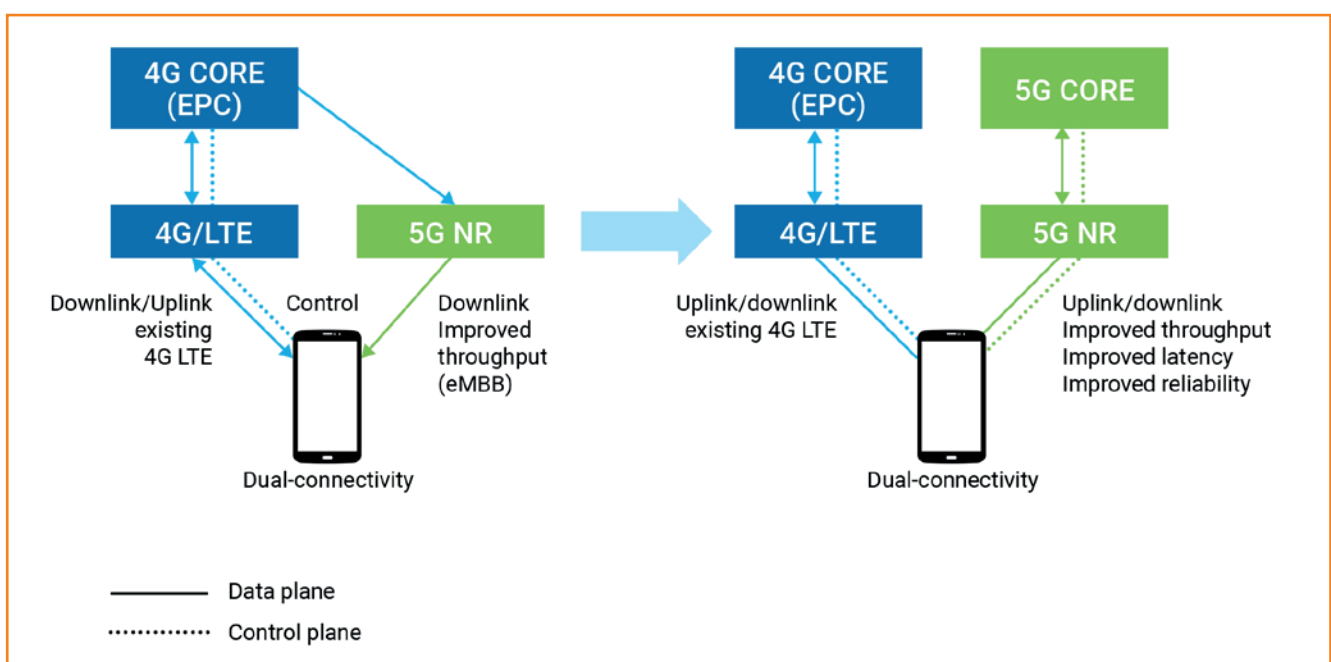 4G CORE
(EPC)
4G/LTE
5G NR
Downlink/Uplink
existing
4G LTE
Control
Downlink
Improved
throughput
(eMBB)
Dual-connectivity
4G CORE
(EPC)
5G CORE
4G/LTE
5G NR
Uplink/downlink
existing 4G LTE
Uplink/downlink
Improved throughput
Improved latency
Improved reliability
Dual-connectivity
Data plane
Control plane